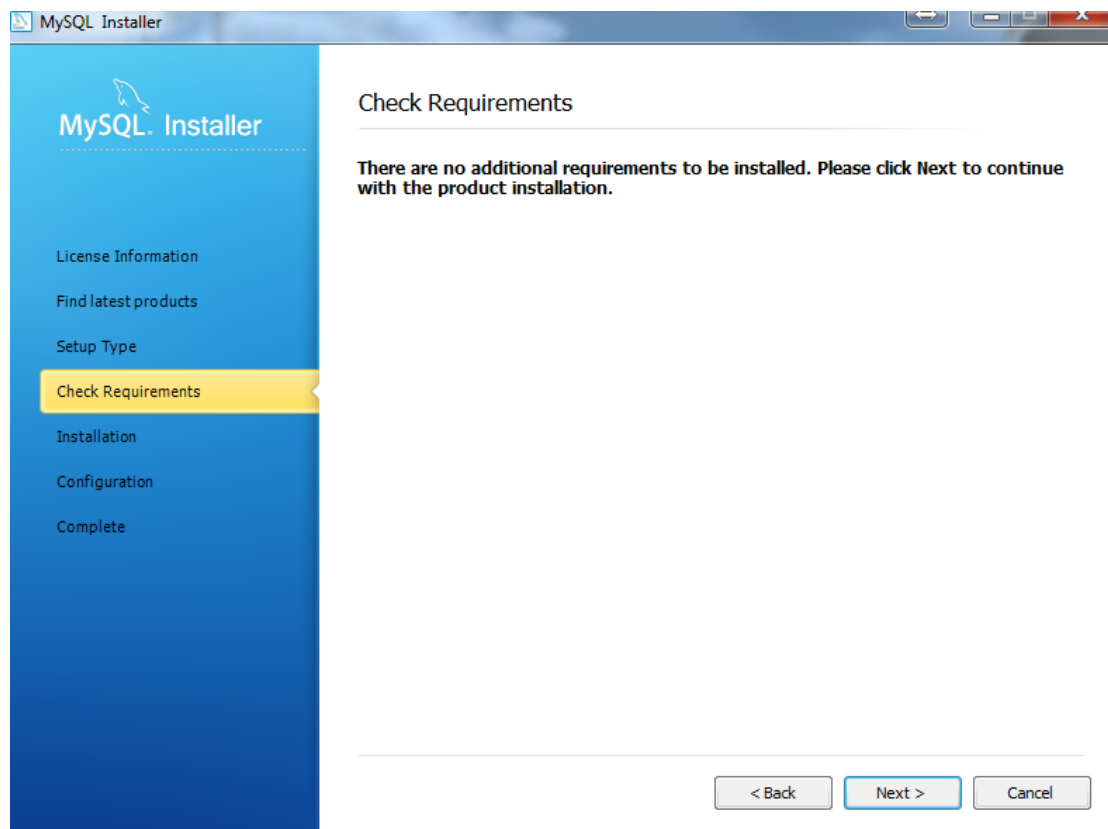 MySQL Installer
MySQL. Installer
License Information
Find latest products
Setup Type
Check Requirements
Installation
Configuration
Complete
Check Requirements
There are no additional requirements to be installed. Please click Next to continue
with the product installation.
< Back
Next >
Cancel